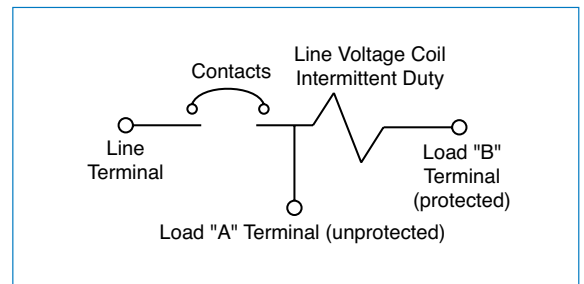 Line Voltage Coil
Intermittent Duty
Contacts
Line
Terminal
Load "B"
Terminal
(protected)
Load "A" Terminal (unprotected)